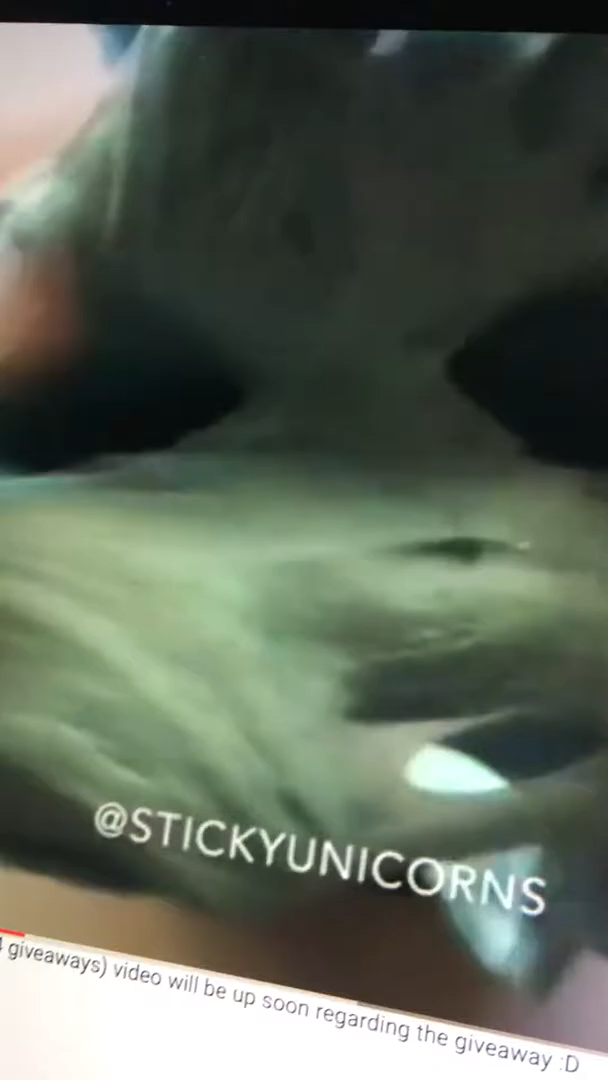 @STICKYUNICORNS
giveaways) video will be up soon regarding the giveaway :D